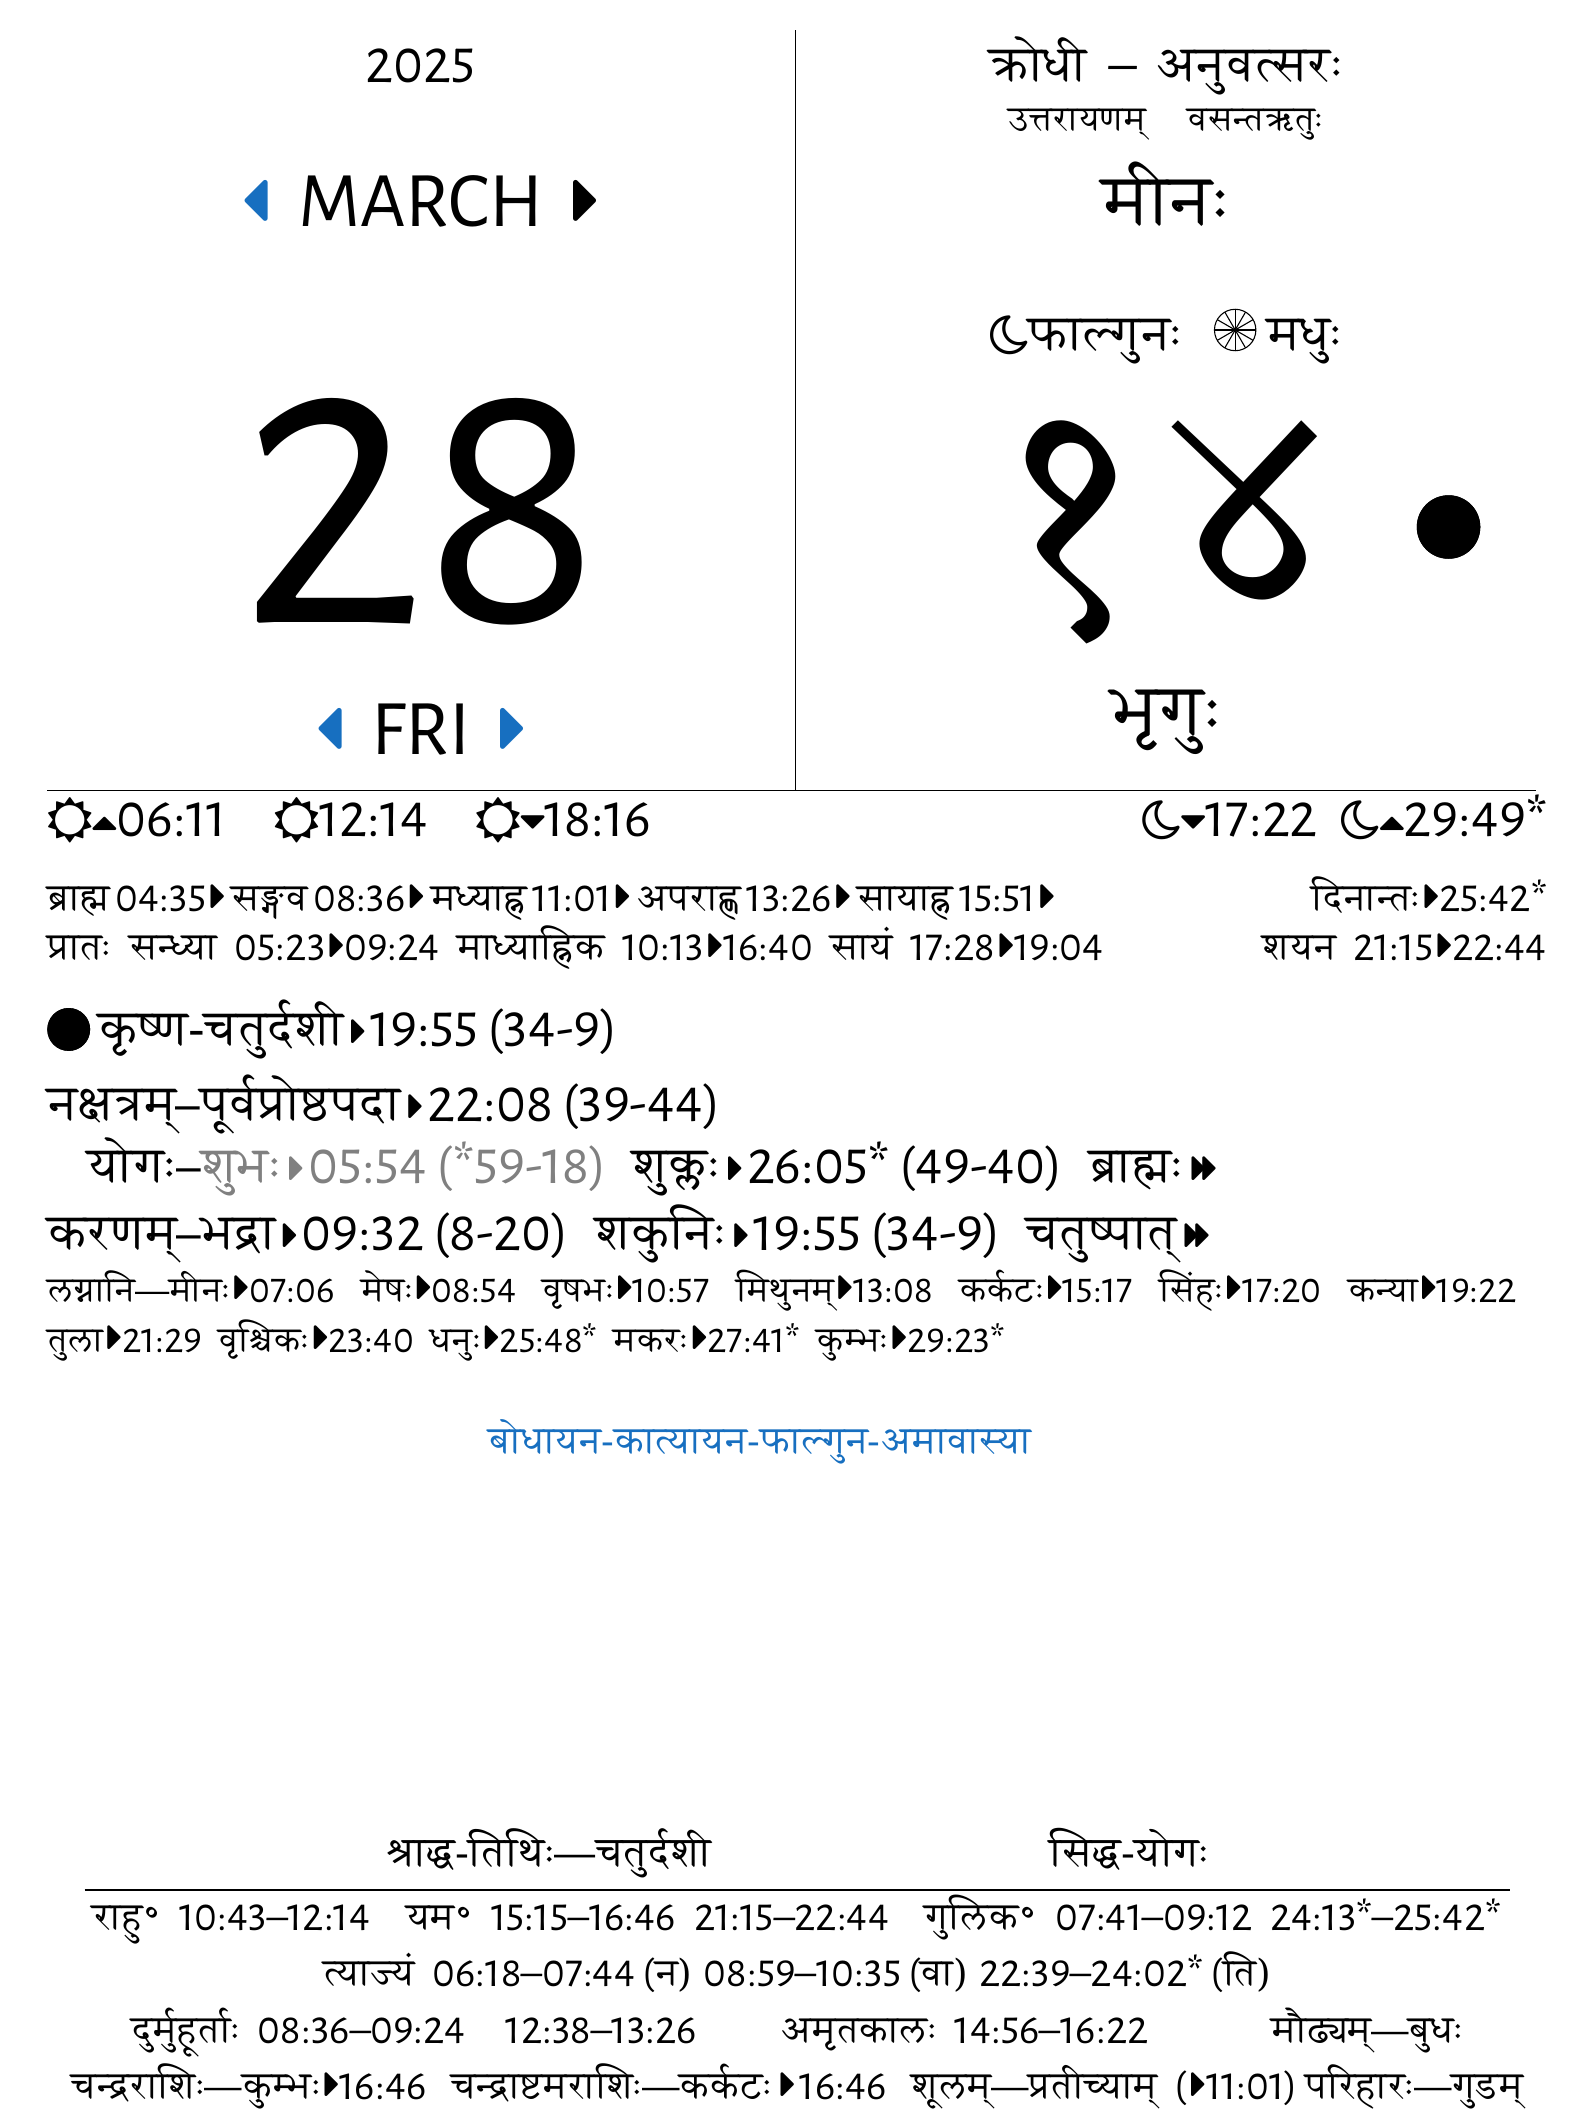 2025
MARCH
28
FRI
क्रोधी – अनुवत्सरः
उत्तरायणम् वसन्तऋतुः
मीनः
फाल्गुनः मधुः
१४
भृगुः
06:11 12:14 18:16 17:22 29:49*
ब्राह्म 04:35 सङ्गव 08:36 मध्याह्न 11:01 अपराह्ण 13:26 सायाह्न 15:51 दिनान्तः 25:42*
प्रातः सन्ध्या 05:23 09:24 माध्याह्निक 10:13 16:40 सायं 17:28 19:04 शयन 21:15 22:44
कृष्ण-चतुर्दशी 19:55 (34-9)
नक्षत्रम्–पूर्वप्रोष्ठपदा 22:08 (39-44)
योगः–शुभः 05:54 (*59-18) शुक्लः 26:05* (49-40) ब्राह्मः
करणम्–भद्रा 09:32 (8-20) शकुनिः 19:55 (34-9) चतुष्पात्
लग्नानि—मीनः 07:06 मेषः 08:54 वृषभः 10:57 मिथुनम् 13:08 कर्कटः 15:17 सिंहः 17:20 कन्या 19:22
तुला 21:29 वृश्चिकः 23:40 धनुः 25:48* मकरः 27:41* कुम्भः 29:23*
बोधायन-कात्यायन-फाल्गुन-अमावास्या
श्राद्ध-तिथिः—चतुर्दशी सिद्ध-योगः
राहु॰ 10:43–12:14 यम॰ 15:15–16:46 21:15–22:44 गुलिक॰ 07:41–09:12 24:13*–25:42*
त्याज्यं 06:18–07:44 (न) 08:59–10:35 (वा) 22:39–24:02* (ति)
दुर्मुहूर्ताः 08:36–09:24 12:38–13:26 अमृतकालः 14:56–16:22 मौढ्यम्—बुधः
चन्द्रराशिः—कुम्भः 16:46 चन्द्राष्टमराशिः—कर्कटः 16:46 शूलम्—प्रतीच्याम् (11:01) परिहारः—गुडम्